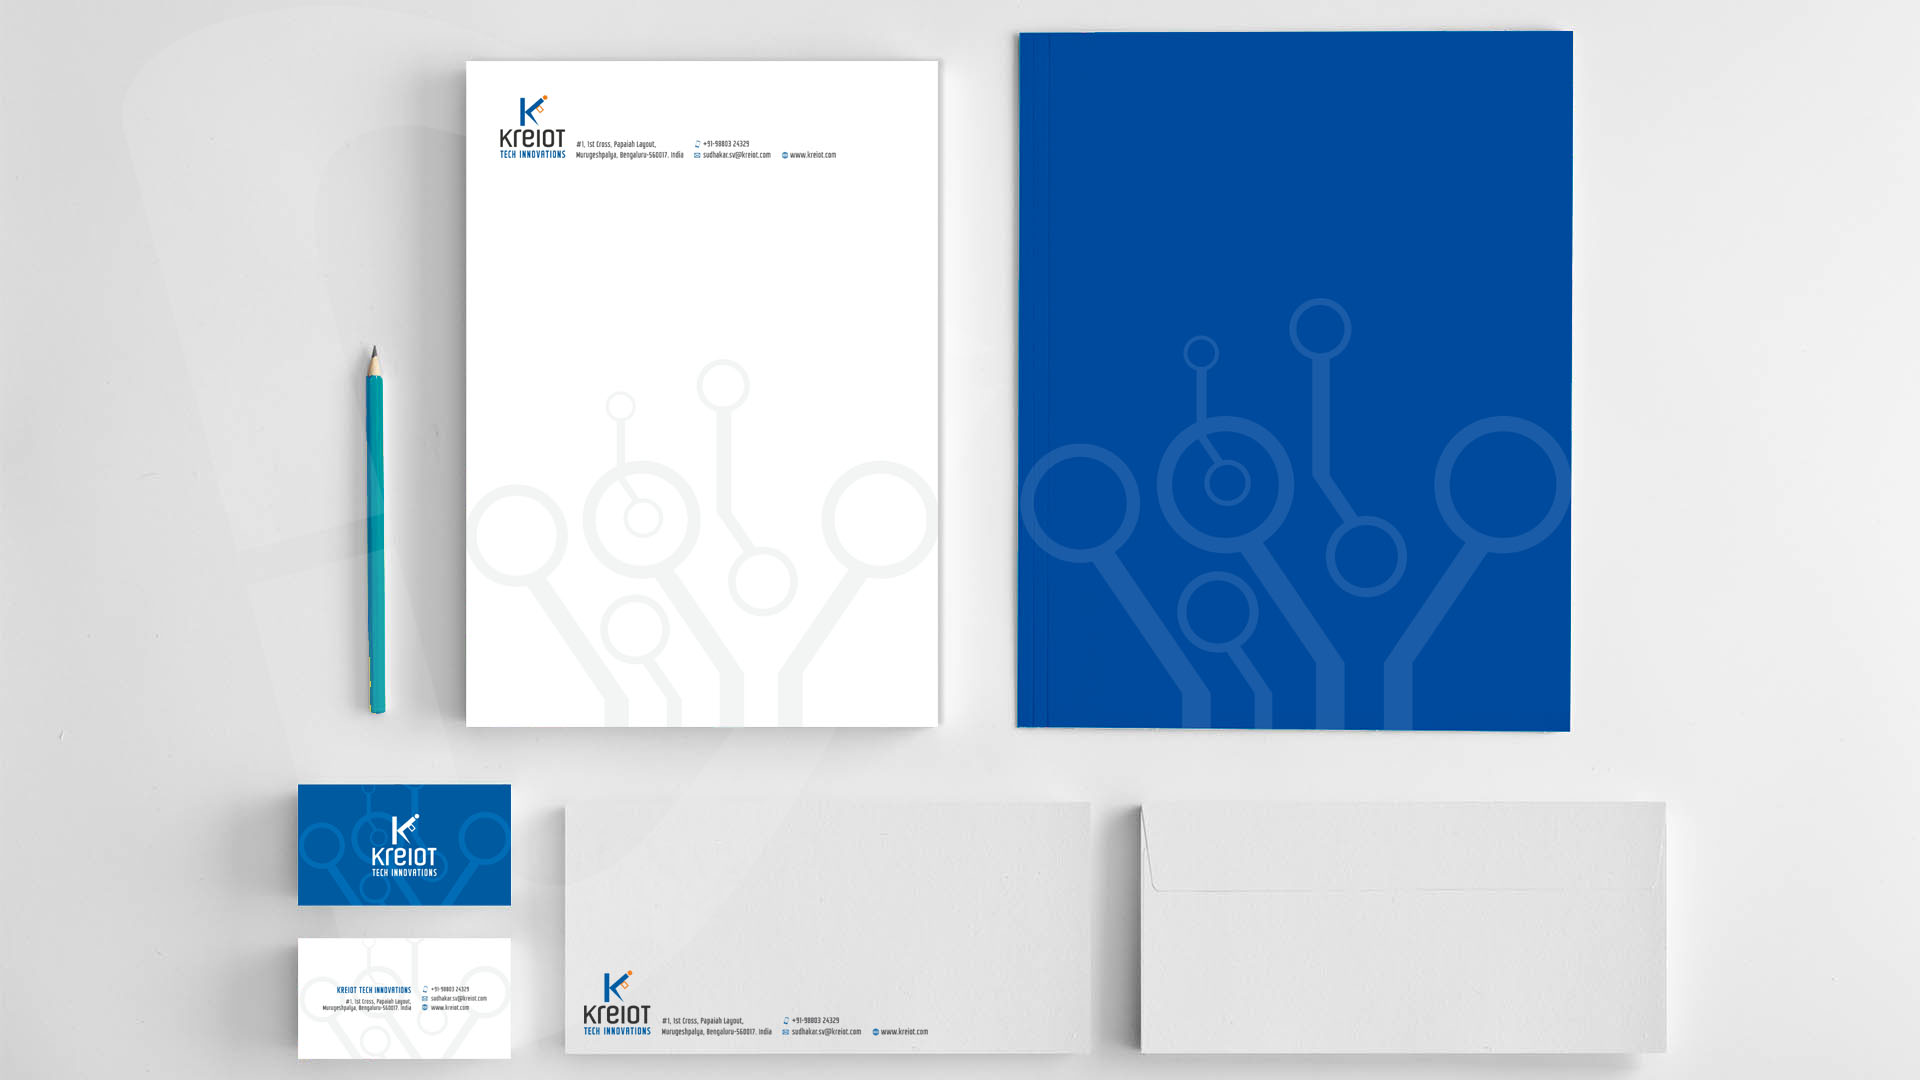 Kreiot
TECH INNOVATIONS
#1, 1st Cross, Papaiah Layout,
Murugeshpalya, Bengaluru-560017. India
+91-98803 24329
sudhakar.sv@kreiot.com
www.kreiot.com
Kreiot
TECH INNOVATIONS
KREIOT TECH INNOVATIONS
#1, 1st Cross, Papaiah Layout,
Murugeshpalya, Bengaluru-560017. India
+91-98803 24329
sudhakar.sv@kreiot.com
www.kreiot.com
Kreiot
TECH INNOVATIONS
#1, 1st Cross, Papaiah Layout,
Murugeshpalya, Bengaluru-560017. India
+91-98803 24329
sudhakar.sv@kreiot.com
www.kreiot.com